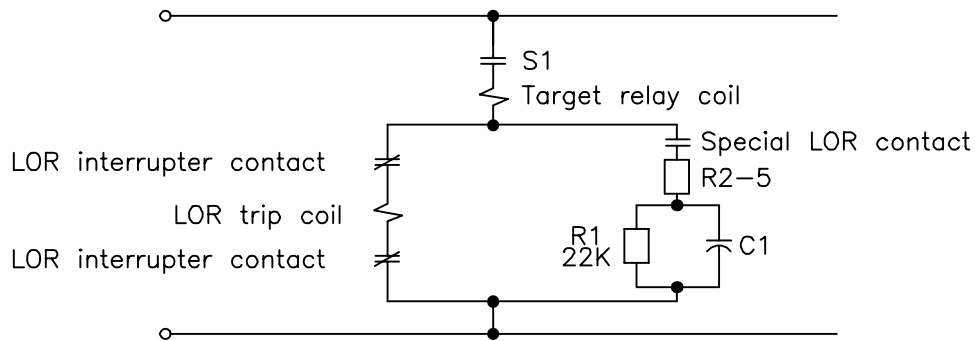 S1
Target relay coil
LOR interrupter contact
Special LOR contact
R2-5
LOR trip coil
R1
22K
C1
LOR interrupter contact